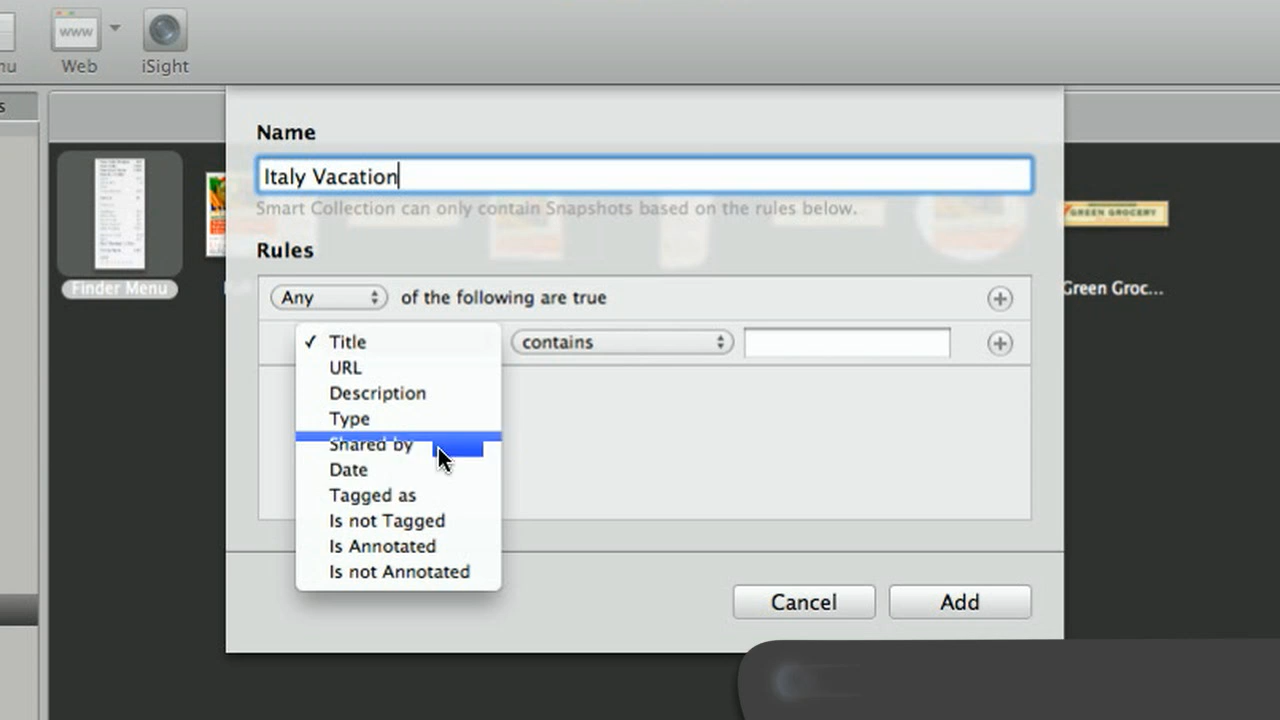 nu
Web
iSight
s
Name
Italy Vacation
Smart Collection can only contain Snapshots based on the rules below.
Rules
Any of the following are true
Title contains
URL
Description
Type
Shared by
Date
Tagged as
Is not Tagged
Is Annotated
Is not Annotated
Cancel
Add
Finder Menu
GREEN GROCERY
Green Groc...
www